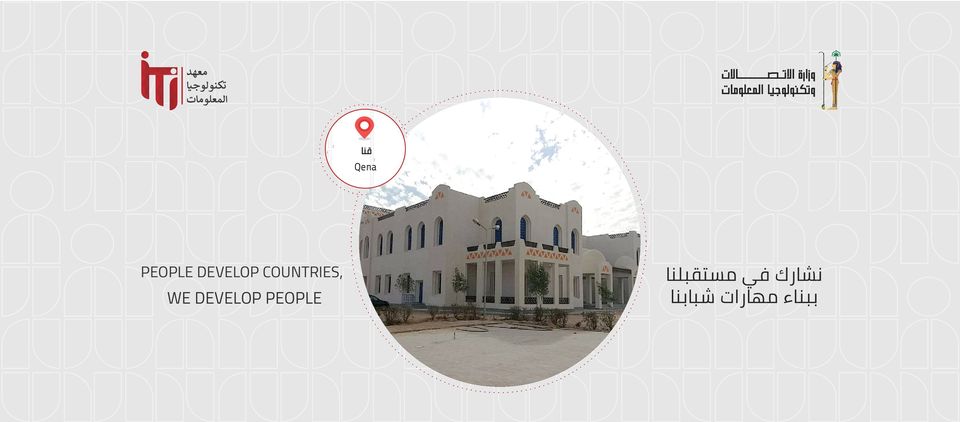 iTi
معهد
تكنولوجيا
المعلومات
وزارة الاتصالات
وتكنولوجيا المعلومات
قنا
Qena
PEOPLE DEVELOP COUNTRIES,
WE DEVELOP PEOPLE
نشارك في مستقبلنا
ببناء مهارات شبابنا